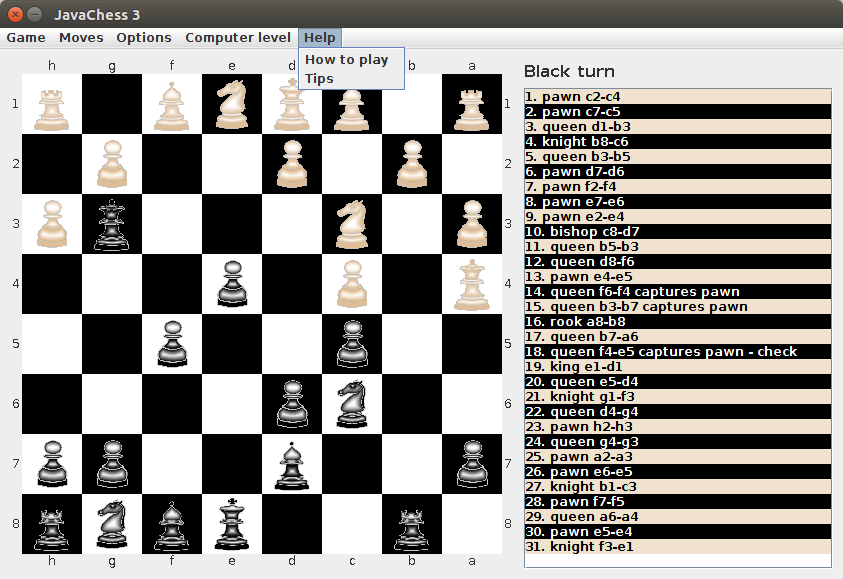 JavaChess 3
Game Moves Options Computer level Help
How to play
Tips
h g f e d b a
Black turn
1 1
2 2
3 3
4 4
5 5
6 6
7 7
8 8
h g f e d c b a
1. pawn c2-c4
2. pawn c7-c5
3. queen d1-b3
4. knight b8-c6
5. queen b3-b5
6. pawn d7-d6
7. pawn f2-f4
8. pawn e7-e6
9. pawn e2-e4
10. bishop c8-d7
11. queen b5-b3
12. queen d8-f6
13. pawn e4-e5
14. queen f6-f4 captures pawn
15. queen b3-b7 captures pawn
16. rook a8-b8
17. queen b7-a6
18. queen f4-e5 captures pawn - check
19. king e1-d1
20. queen e5-d4
21. knight g1-f3
22. queen d4-g4
23. pawn h2-h3
24. queen g4-g3
25. pawn a2-a3
26. pawn e6-e5
27. knight b1-c3
28. pawn f7-f5
29. queen a6-a4
30. pawn e5-e4
31. knight f3-e1